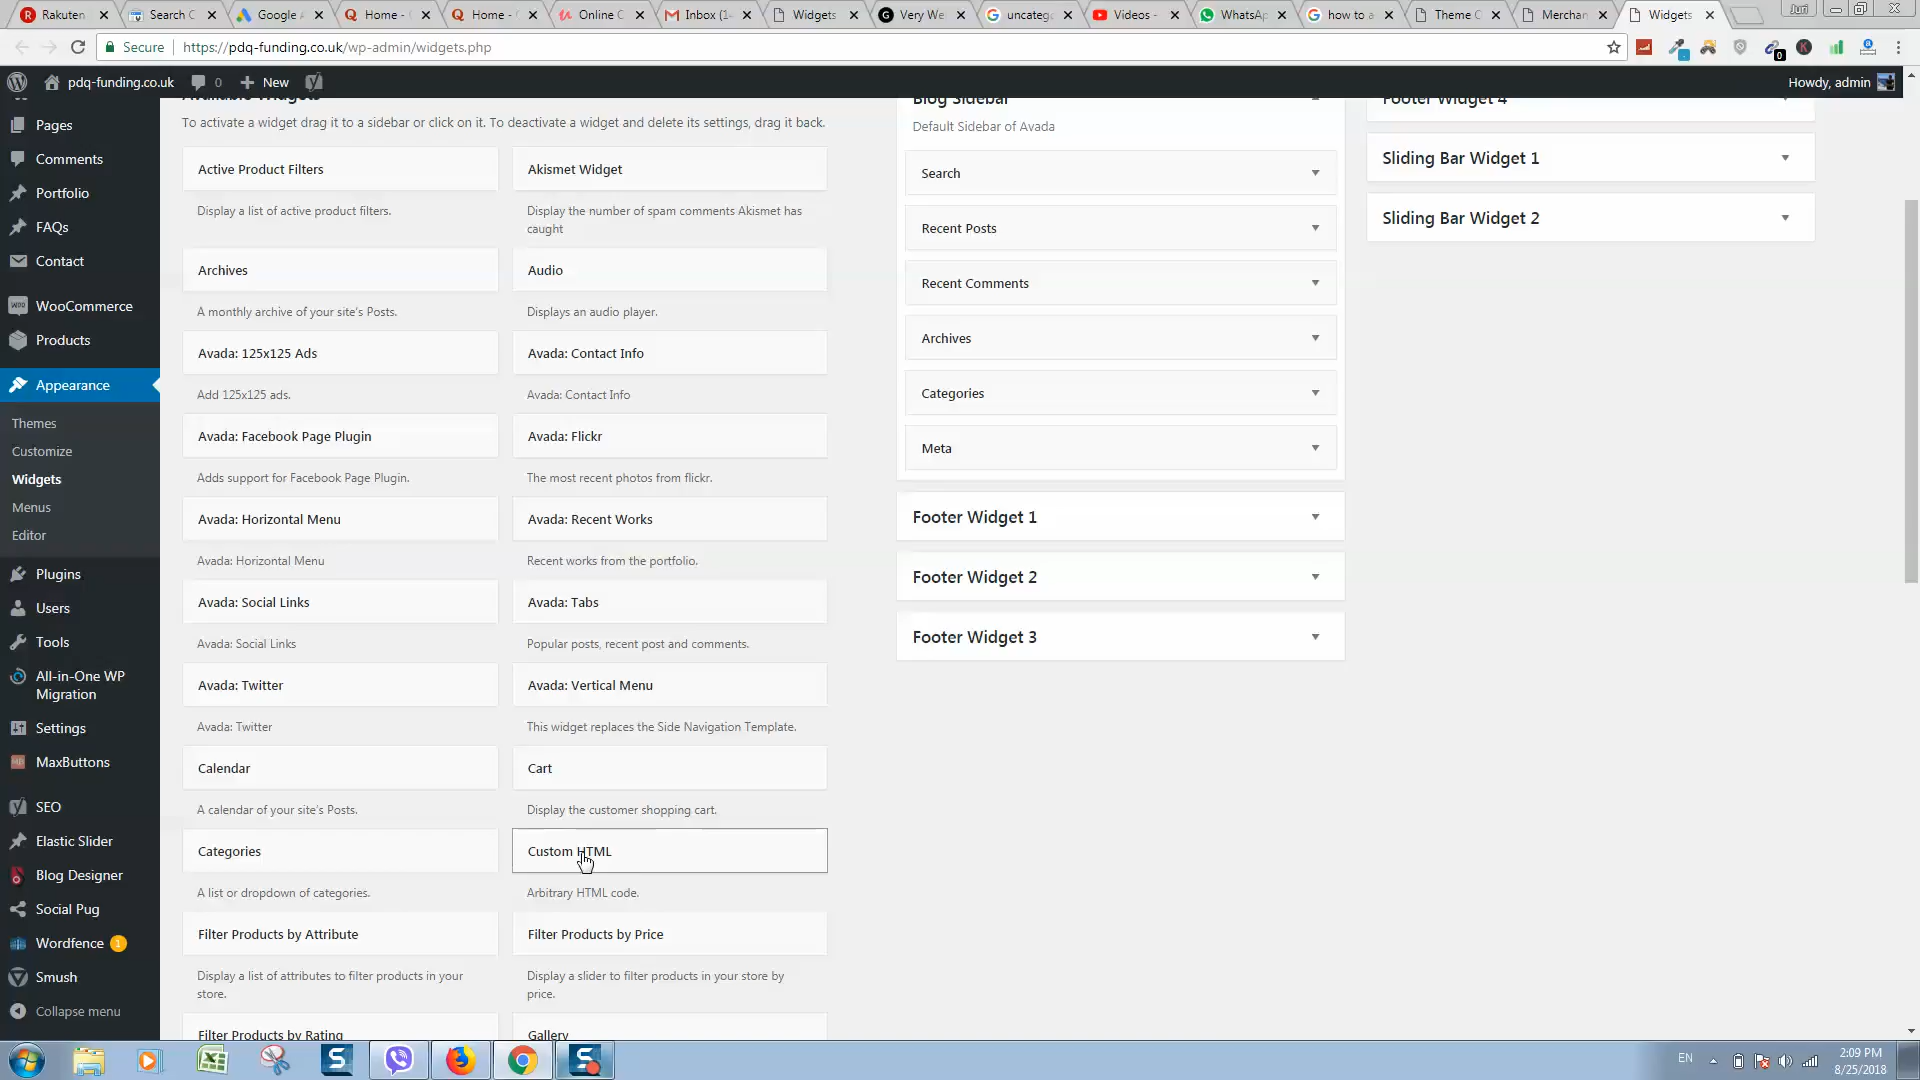 Rakuten
Search C
Google
Home -
Home -
Online C
Inbox (1
Widgets
Very We
uncateg
Videos -
WhatsAp
how to a
Theme C
Merchan
Widgets
Juri
Secure
https://pdq-funding.co.uk/wp-admin/widgets.php
0
pdq-funding.co.uk
0
New
Howdy, admin
Pages
Comments
Portfolio
FAQs
Contact
WooCommerce
Products
Appearance
Themes
Customize
Widgets
Menus
Editor
Plugins
Users
Tools
All-in-One WP
Migration
Settings
MaxButtons
SEO
Elastic Slider
Blog Designer
Social Pug
Wordfence 1
Smush
Collapse menu
Available Widgets
To activate a widget drag it to a sidebar or click on it. To deactivate a widget and delete its settings, drag it back.
Active Product Filters
Display a list of active product filters.
Akismet Widget
Display the number of spam comments Akismet has
caught
Archives
A monthly archive of your site's Posts.
Audio
Displays an audio player.
Avada: 125x125 Ads
Add 125x125 ads.
Avada: Contact Info
Avada: Contact Info
Avada: Facebook Page Plugin
Adds support for Facebook Page Plugin.
Avada: Flickr
The most recent photos from flickr.
Avada: Horizontal Menu
Avada: Horizontal Menu
Avada: Recent Works
Recent works from the portfolio.
Avada: Social Links
Avada: Social Links
Avada: Tabs
Popular posts, recent post and comments.
Avada: Twitter
Avada: Twitter
Avada: Vertical Menu
This widget replaces the Side Navigation Template.
Calendar
A calendar of your site's Posts.
Cart
Display the customer shopping cart.
Categories
A list or dropdown of categories.
Custom HTML
Arbitrary HTML code.
Filter Products by Attribute
Display a list of attributes to filter products in your
store.
Filter Products by Price
Display a slider to filter products in your store by
price.
Filter Products by Rating
Gallery
Blog Sidebar
Default Sidebar of Avada
Search
Recent Posts
Recent Comments
Archives
Categories
Meta
Footer Widget 1
Footer Widget 2
Footer Widget 3
Footer Widget 4
Sliding Bar Widget 1
Sliding Bar Widget 2
EN
2:09 PM
8/25/2018